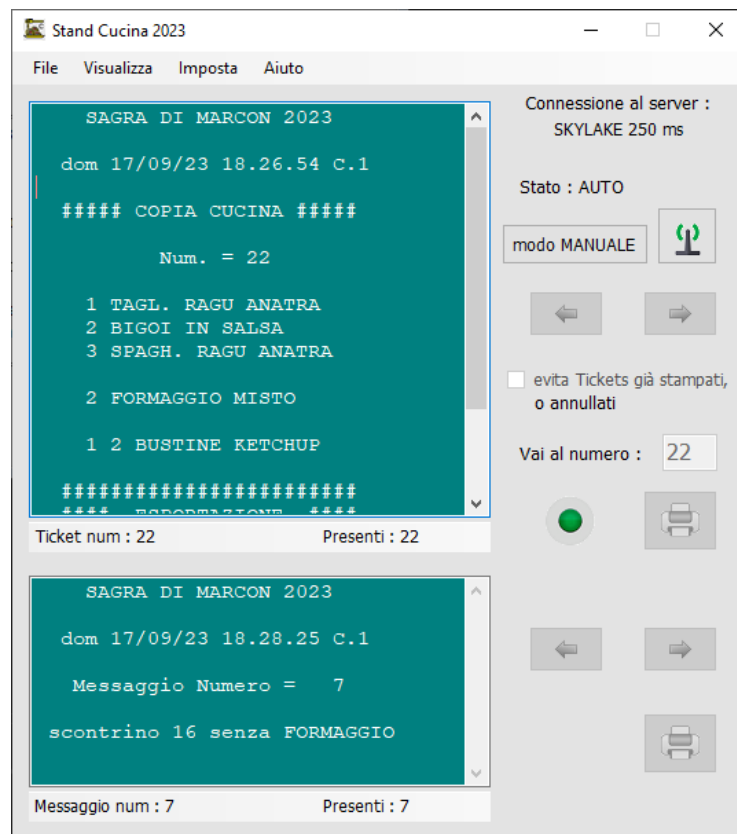 Stand Cucina 2023
File Visualizza Imposta Aiuto
SAGRA DI MARCON 2023
dom 17/09/23 18.26.54 C.1
##### COPIA CUCINA #####
Num. = 22
1 TAGL. RAGU ANATRA
2 BIGOI IN SALSA
3 SPAGH. RAGU ANATRA
2 FORMAGGIO MISTO
1 2 BUSTINE KETCHUP
########################
#### ESPORTAZIONE ####
Ticket num : 22 Presenti : 22
SAGRA DI MARCON 2023
dom 17/09/23 18.28.25 C.1
Messaggio Numero = 7
scontrino 16 senza FORMAGGIO
Messaggio num : 7 Presenti : 7
Connessione al server :
SKYLAKE 250 ms
Stato : AUTO
modo MANUALE
evita Tickets già stampati,
o annullati
Vai al numero : 22